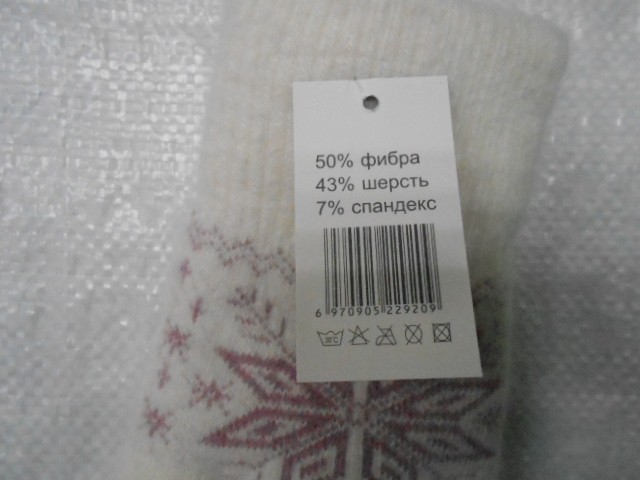 50% фибра
43% шерсть
7% спандекс
6 970905 229209